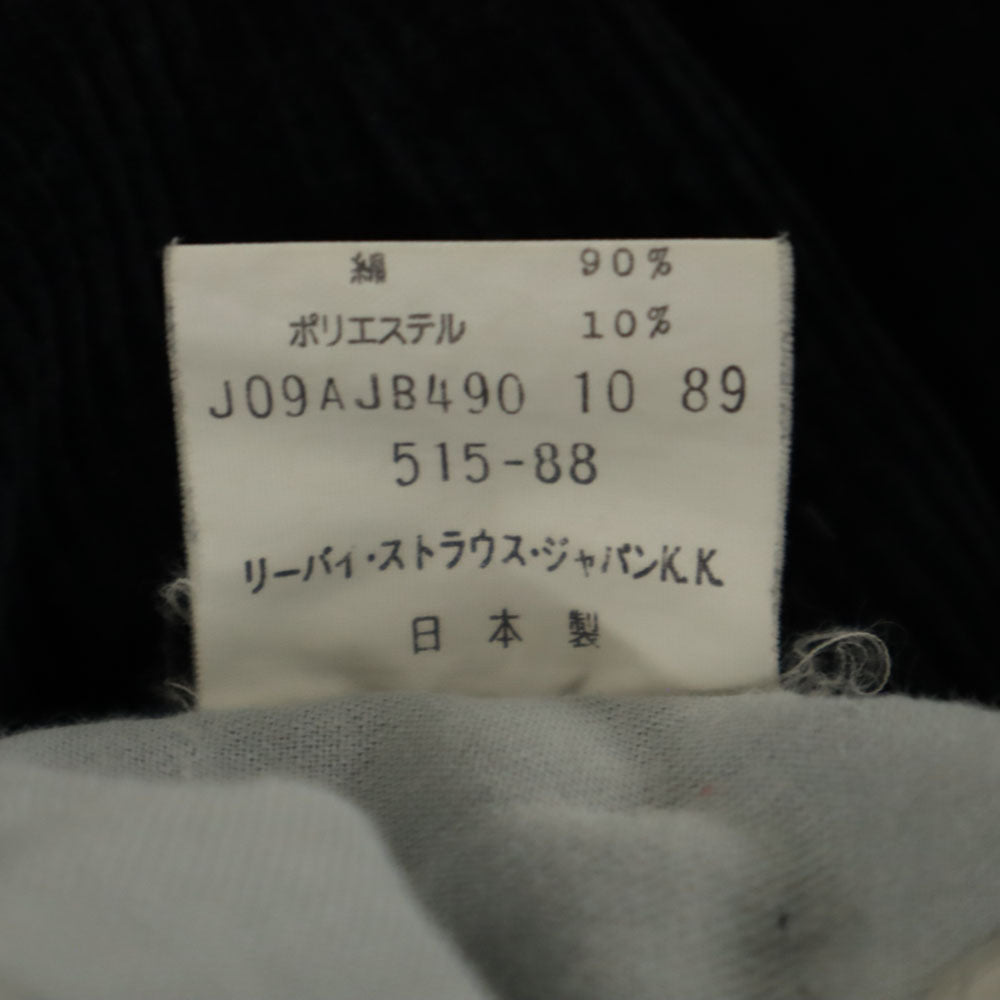 綿 90%
ポリエステル 10%
J09AJB490 10 89
515-88
リーバイ・ストラウス・ジャパンK.K
日本製